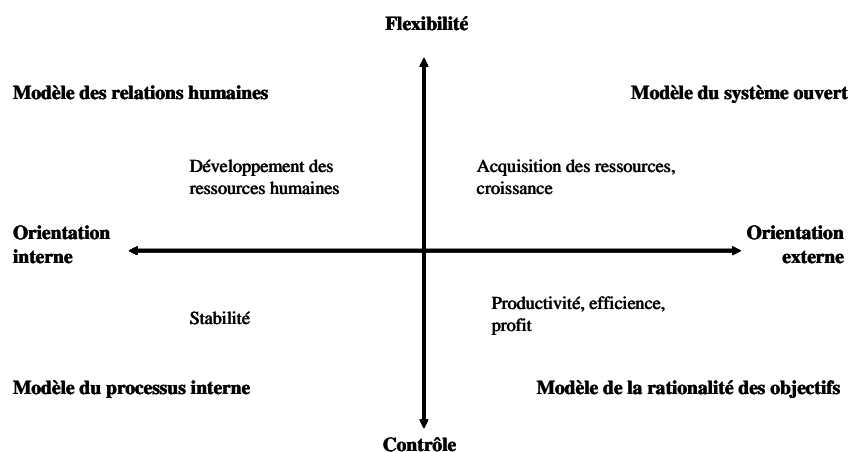 Flexibilité
Modèle des relations humaines
Modèle du système ouvert
Développement des
ressources humaines
Acquisition des ressources,
croissance
Orientation
interne
Orientation
externe
Stabilité
Productivité, efficience,
profit
Modèle du processus interne
Modèle de la rationalité des objectifs
Contrôle